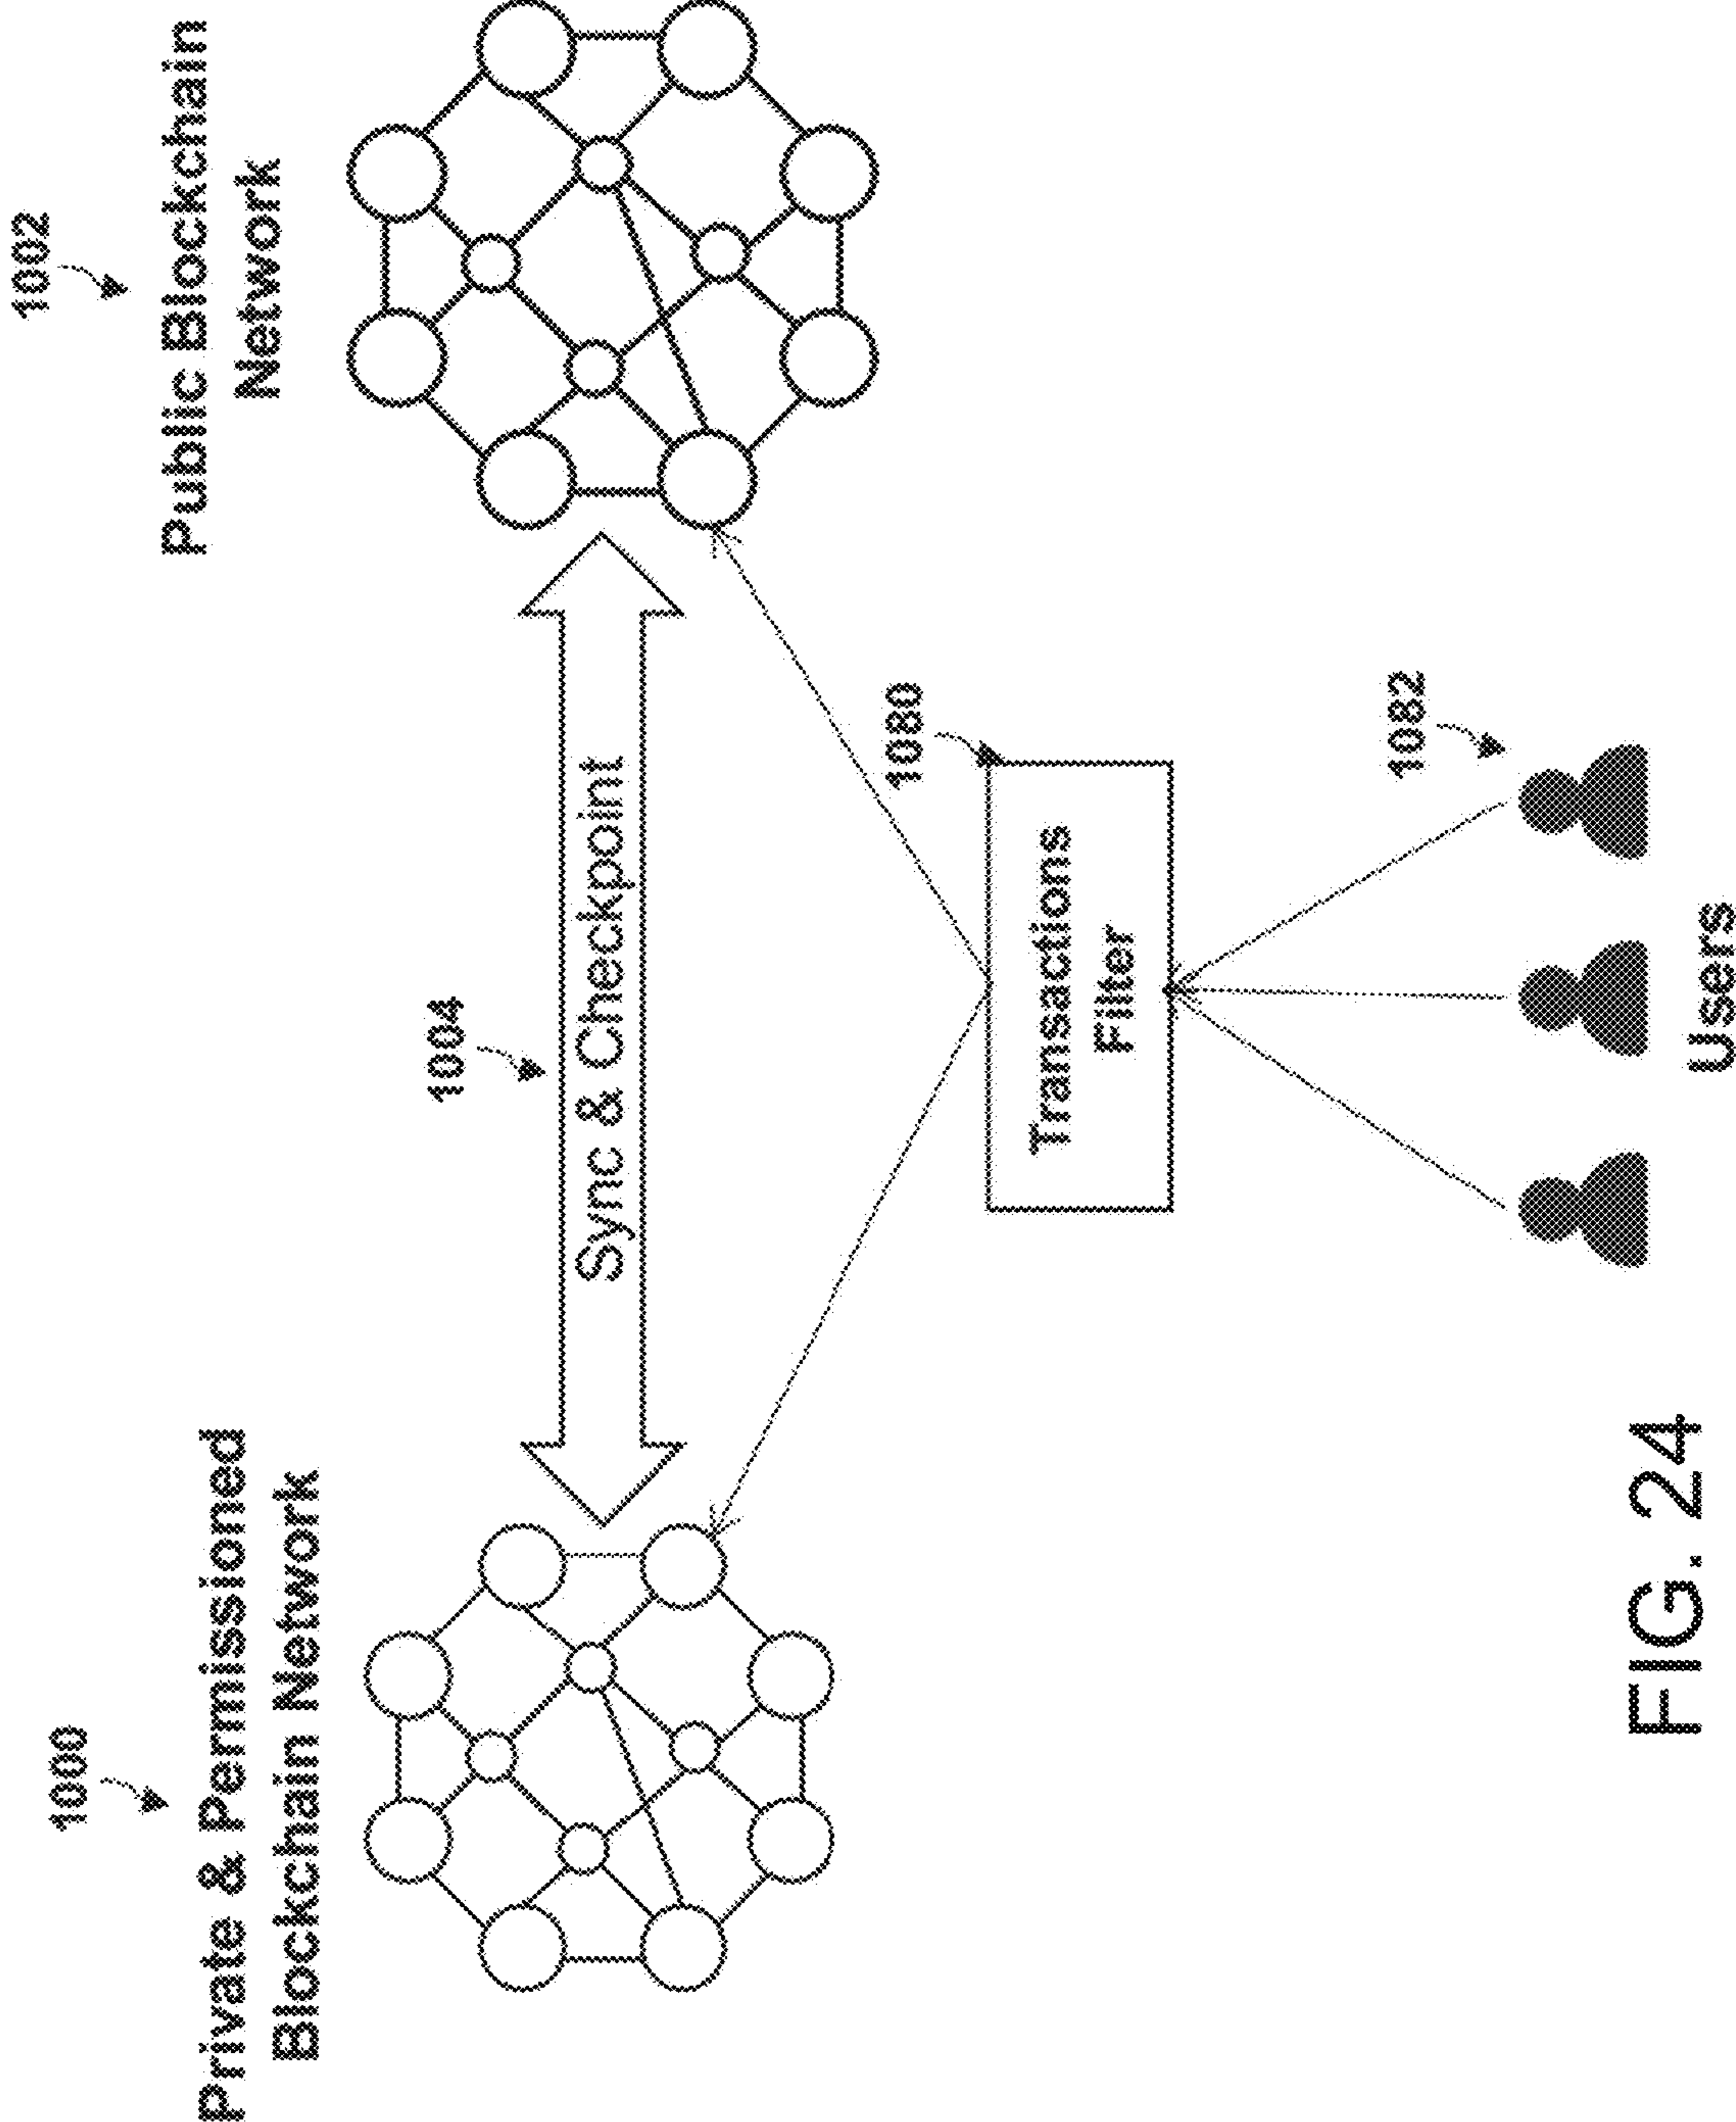 1000
Private & Permissioned
Blockchain Network
1002
Public Blockchain
Network
1004
Sync & Checkpoint
1080
Transactions
Filter
1082
Users
FIG. 24